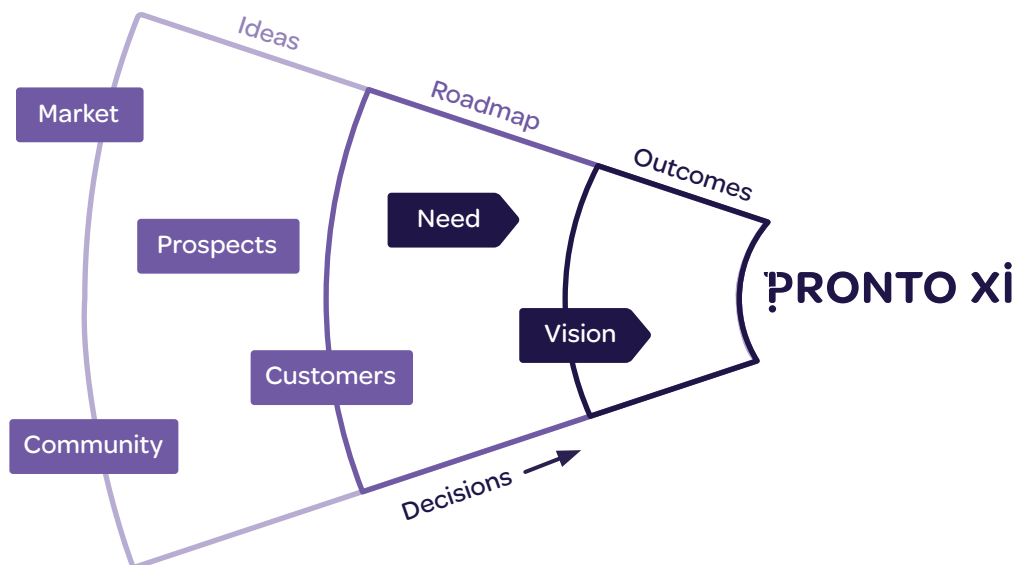 Ideas
Roadmap
Outcomes
Market
Prospects
Need
PRONTO Xi
Vision
Customers
Community
Decisions